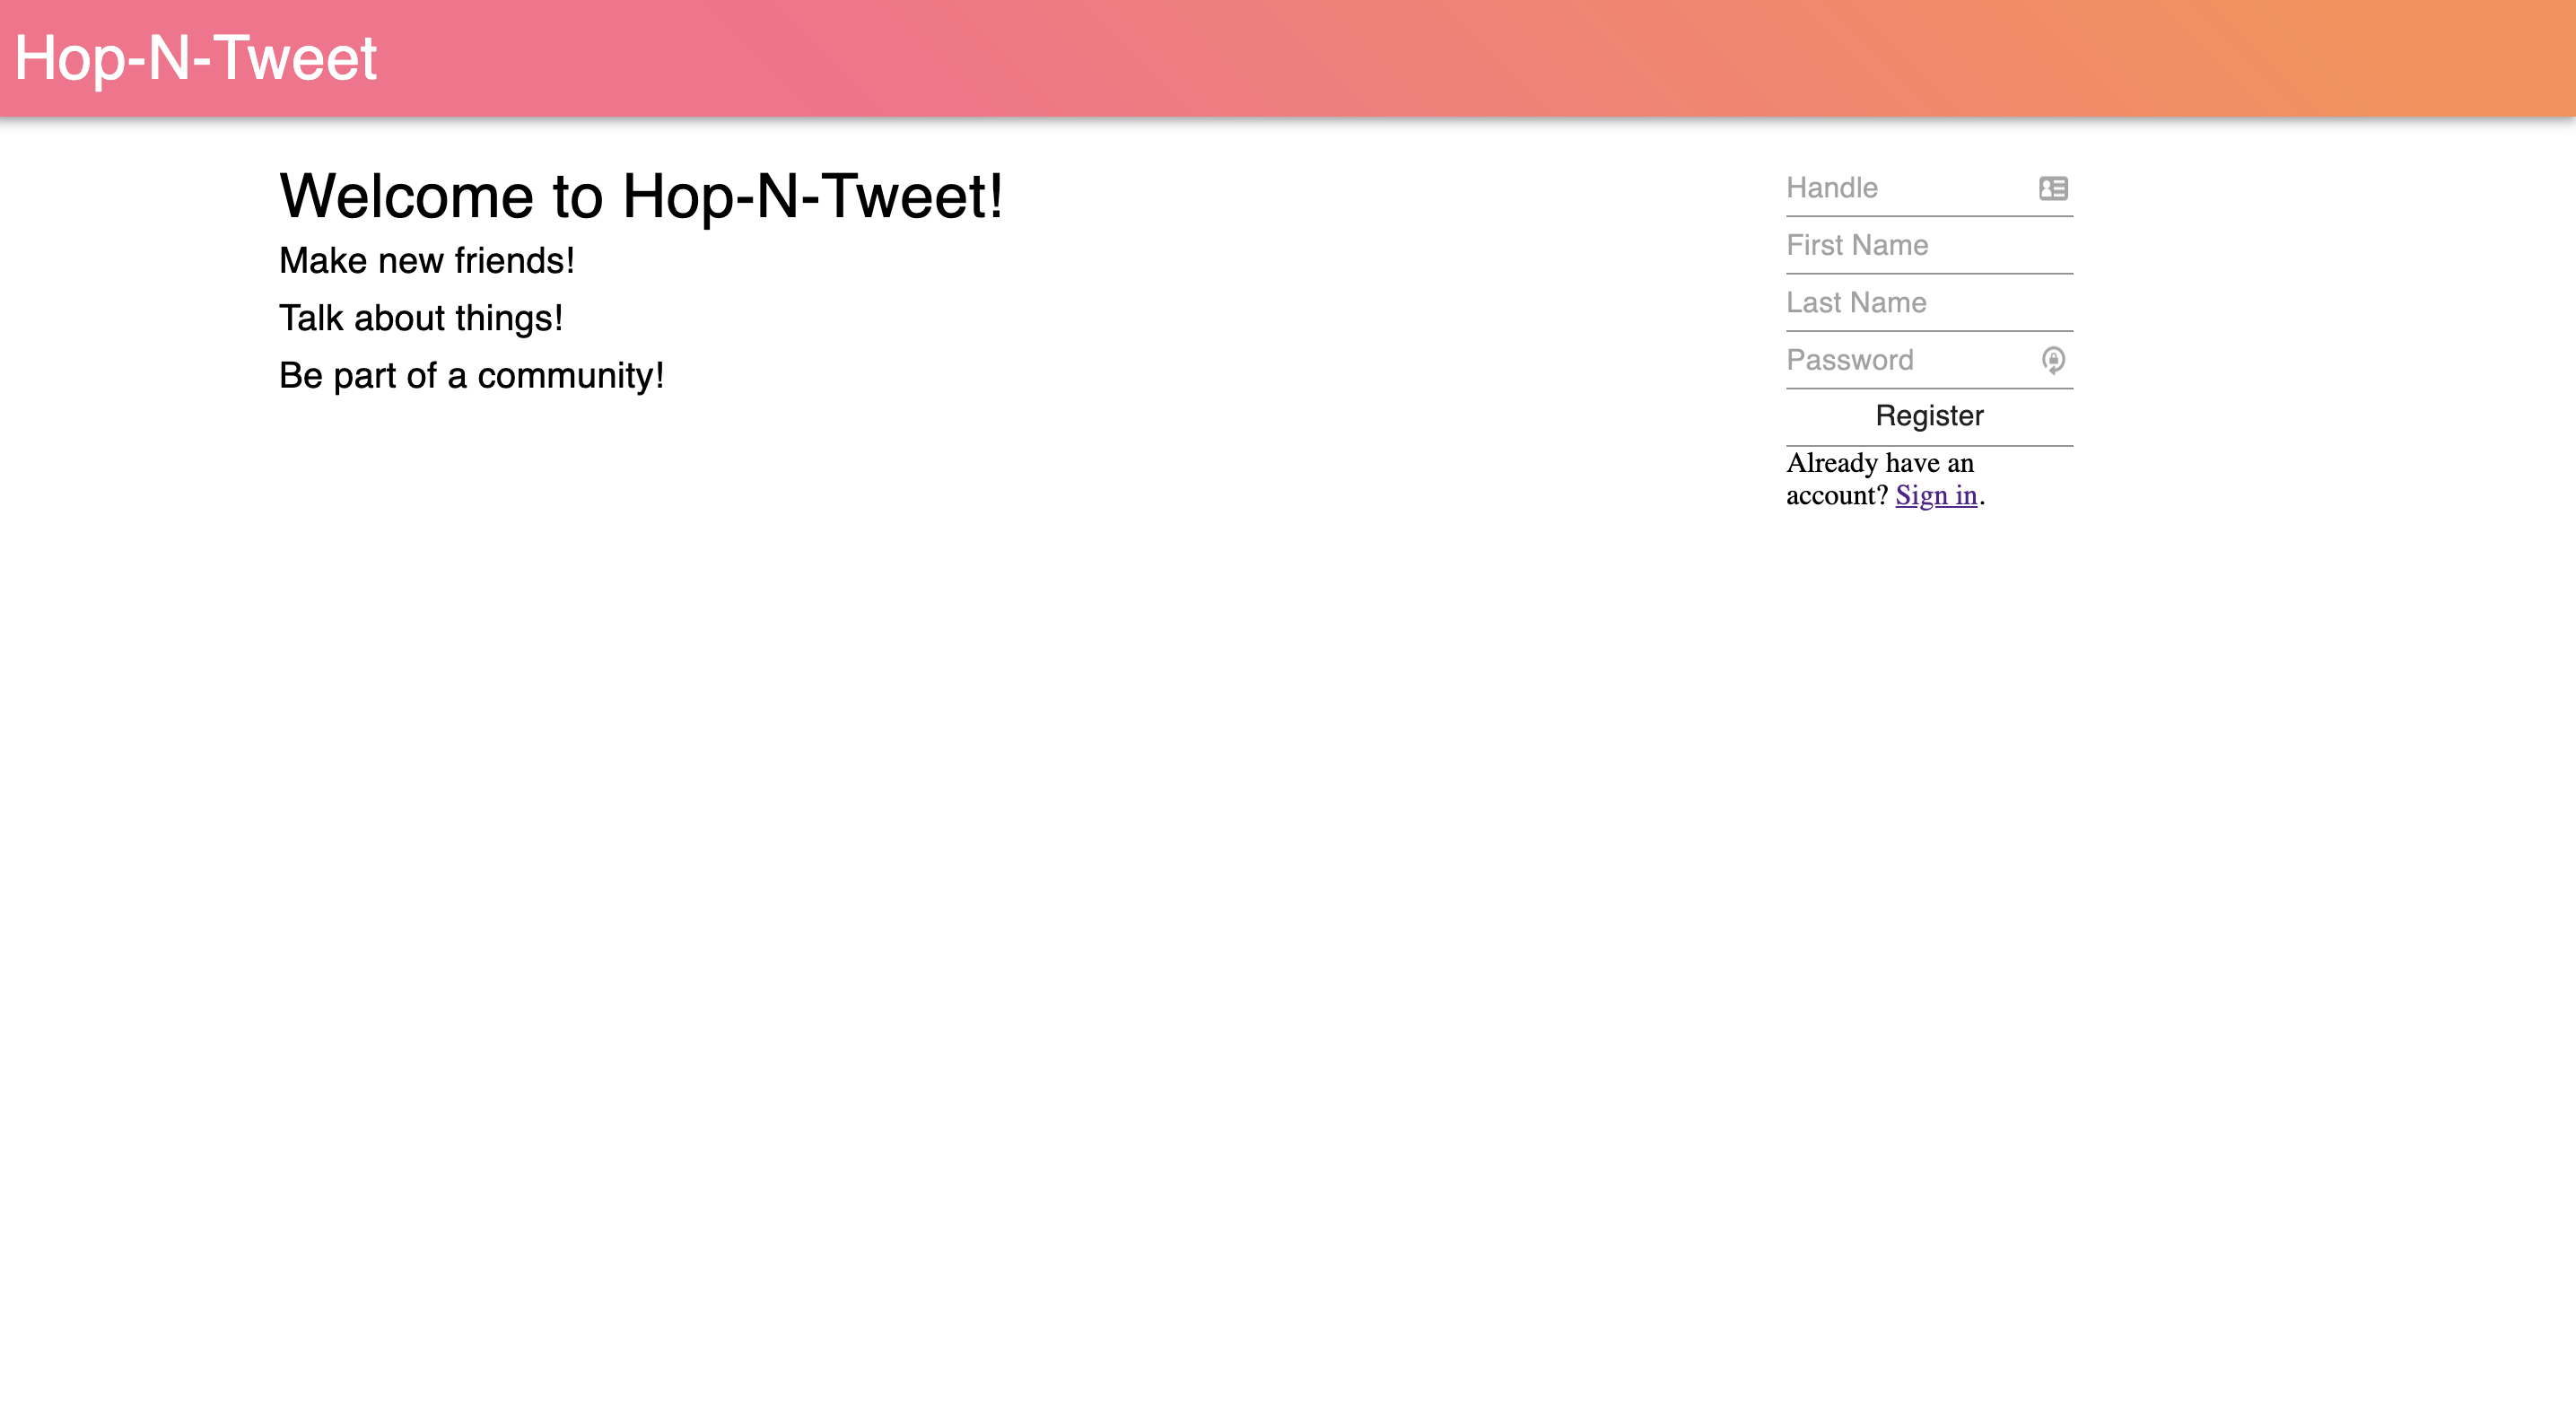 Hop-N-Tweet
Welcome to Hop-N-Tweet!
Make new friends!
Talk about things!
Be part of a community!
Handle
First Name
Last Name
Password
Register
Already have an
account? Sign in.